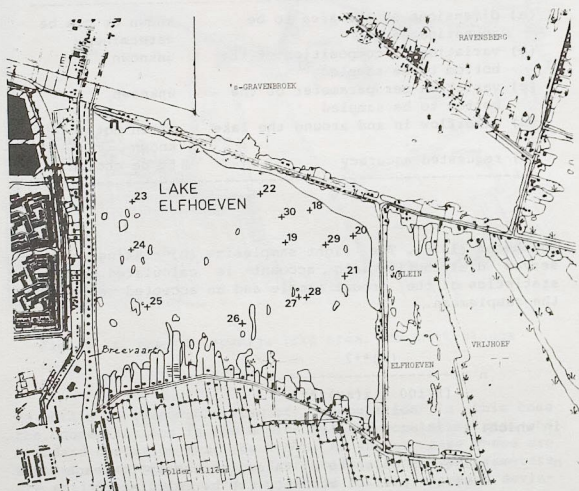 RAVENSBERG
's-GRAVENBROEK
LAKE
ELFHOEVEN
23
22
30
18
19
29
20
24
21
KLEIN
25
27
28
26
VRIJHOEF
Breevaart
ELFHOEVEN
Polder Willens